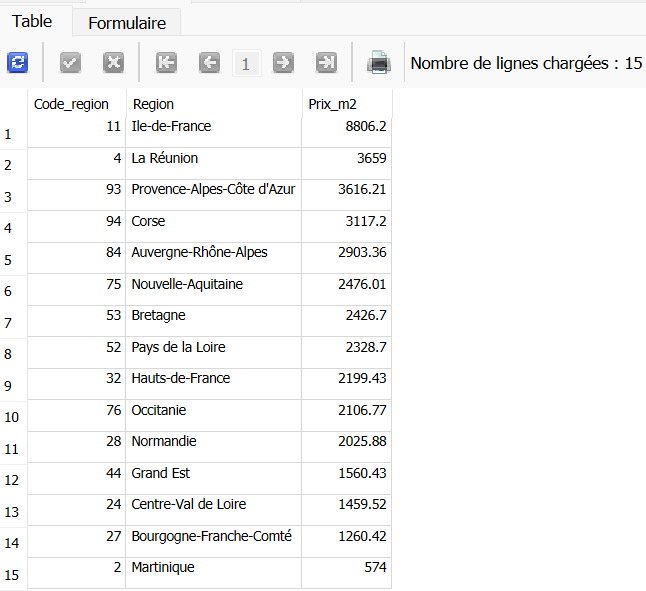 Table Formulaire
1 Nombre de lignes chargées : 15
Code_region Region Prix_m2
1 11 Ile-de-France 8806.2
2 4 La Réunion 3659
3 93 Provence-Alpes-Côte d'Azur 3616.21
4 94 Corse 3117.2
5 84 Auvergne-Rhône-Alpes 2903.36
6 75 Nouvelle-Aquitaine 2476.01
7 53 Bretagne 2426.7
8 52 Pays de la Loire 2328.7
9 32 Hauts-de-France 2199.43
10 76 Occitanie 2106.77
11 28 Normandie 2025.88
12 44 Grand Est 1560.43
13 24 Centre-Val de Loire 1459.52
14 27 Bourgogne-Franche-Comté 1260.42
15 2 Martinique 574